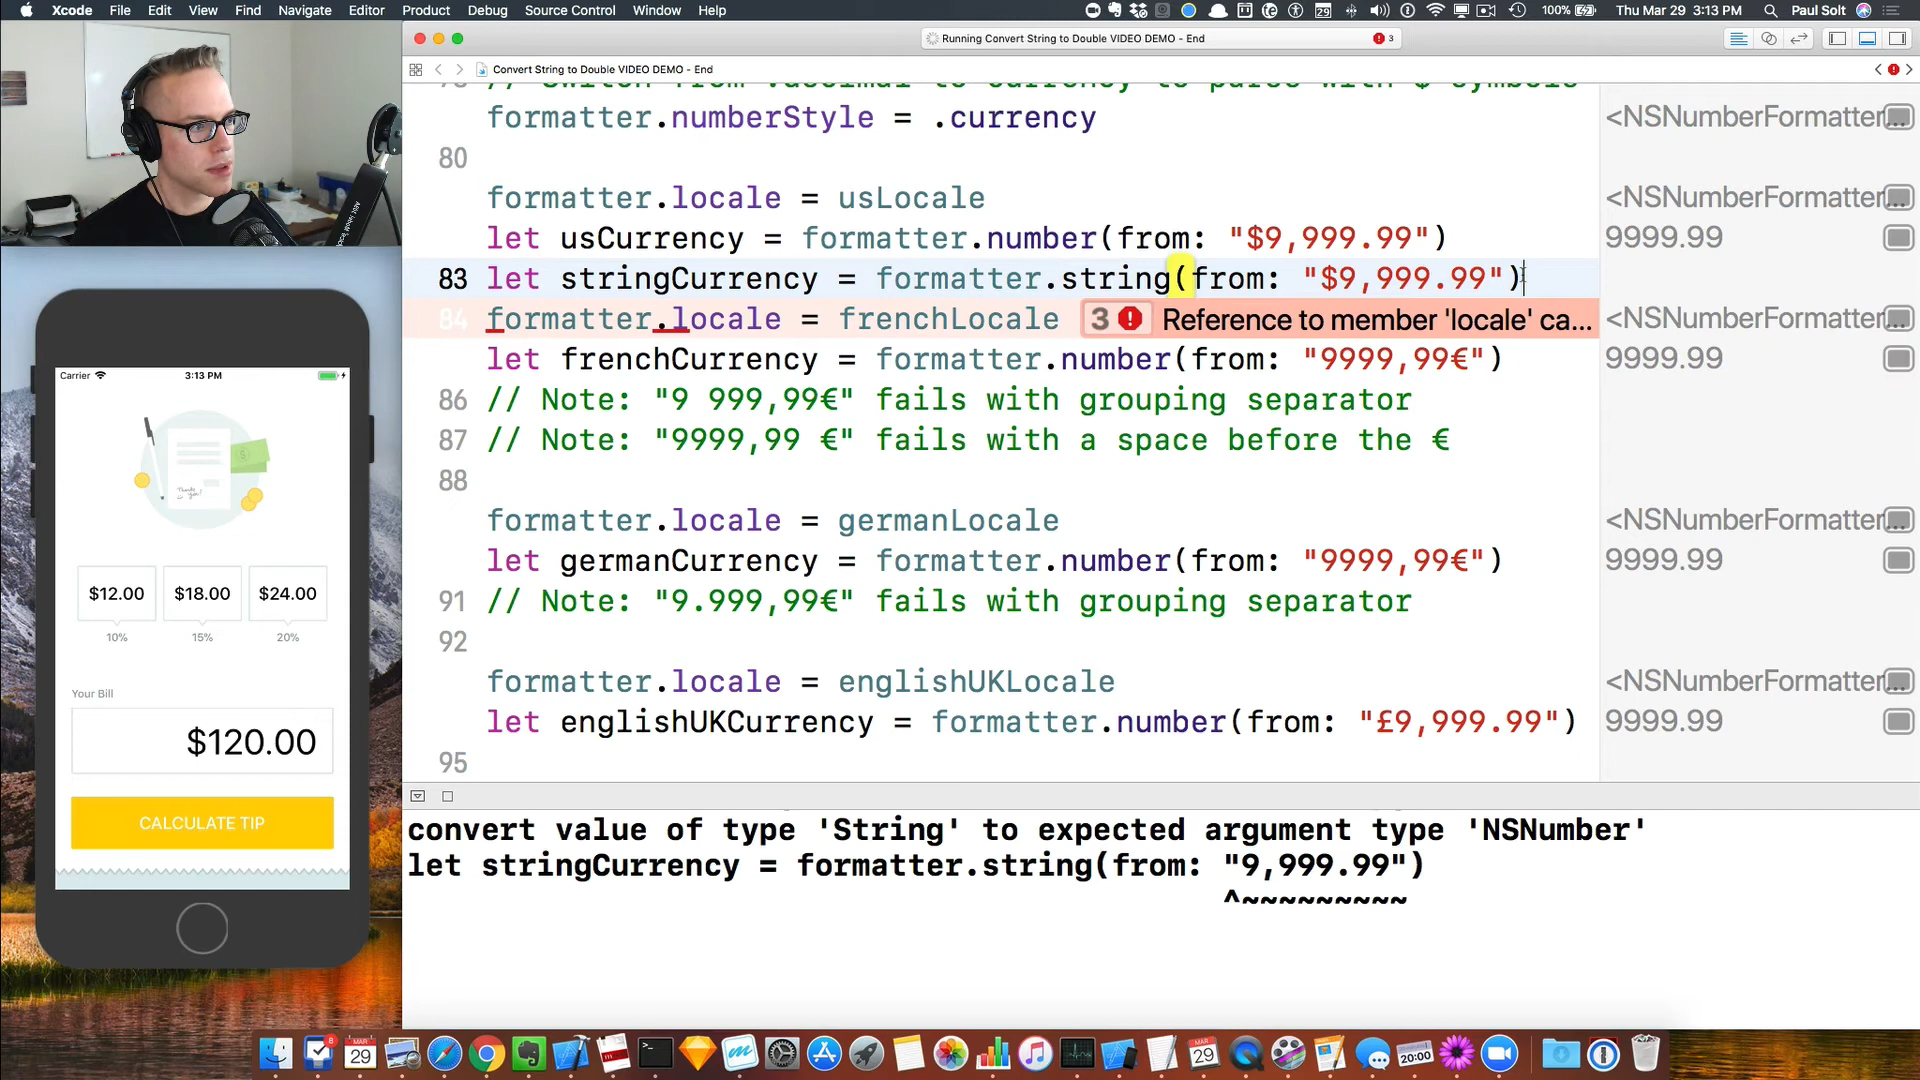 Xcode File Edit View Find Navigate Editor Product Debug Source Control Window Help
100% Thu Mar 29 3:13 PM Paul Solt
Running Convert String to Double VIDEO DEMO - End
3
Convert String to Double VIDEO DEMO - End
formatter.numberStyle = .currency
<NSNumberFormatter...
80
formatter.locale = usLocale
<NSNumberFormatter...
let usCurrency = formatter.number(from: "$9,999.99")
9999.99
83 let stringCurrency = formatter.string(from: "$9,999.99")
84 formatter.locale = frenchLocale 3 Reference to member 'locale' ca...
<NSNumberFormatter...
let frenchCurrency = formatter.number(from: "9999,99€")
9999.99
86 // Note: "9 999,99€" fails with grouping separator
87 // Note: "9999,99 €" fails with a space before the €
88
formatter.locale = germanLocale
<NSNumberFormatter...
let germanCurrency = formatter.number(from: "9999,99€")
9999.99
91 // Note: "9.999,99€" fails with grouping separator
92
formatter.locale = englishUKLocale
<NSNumberFormatter...
let englishUKCurrency = formatter.number(from: "£9,999.99")
9999.99
95
convert value of type 'String' to expected argument type 'NSNumber'
let stringCurrency = formatter.string(from: "9,999.99")
^~~~~~~~~~
Carrier 3:13 PM
$12.00 $18.00 $24.00
10% 15% 20%
Your Bill
$120.00
CALCULATE TIP
8
MAR
29
MAR
29
20:00